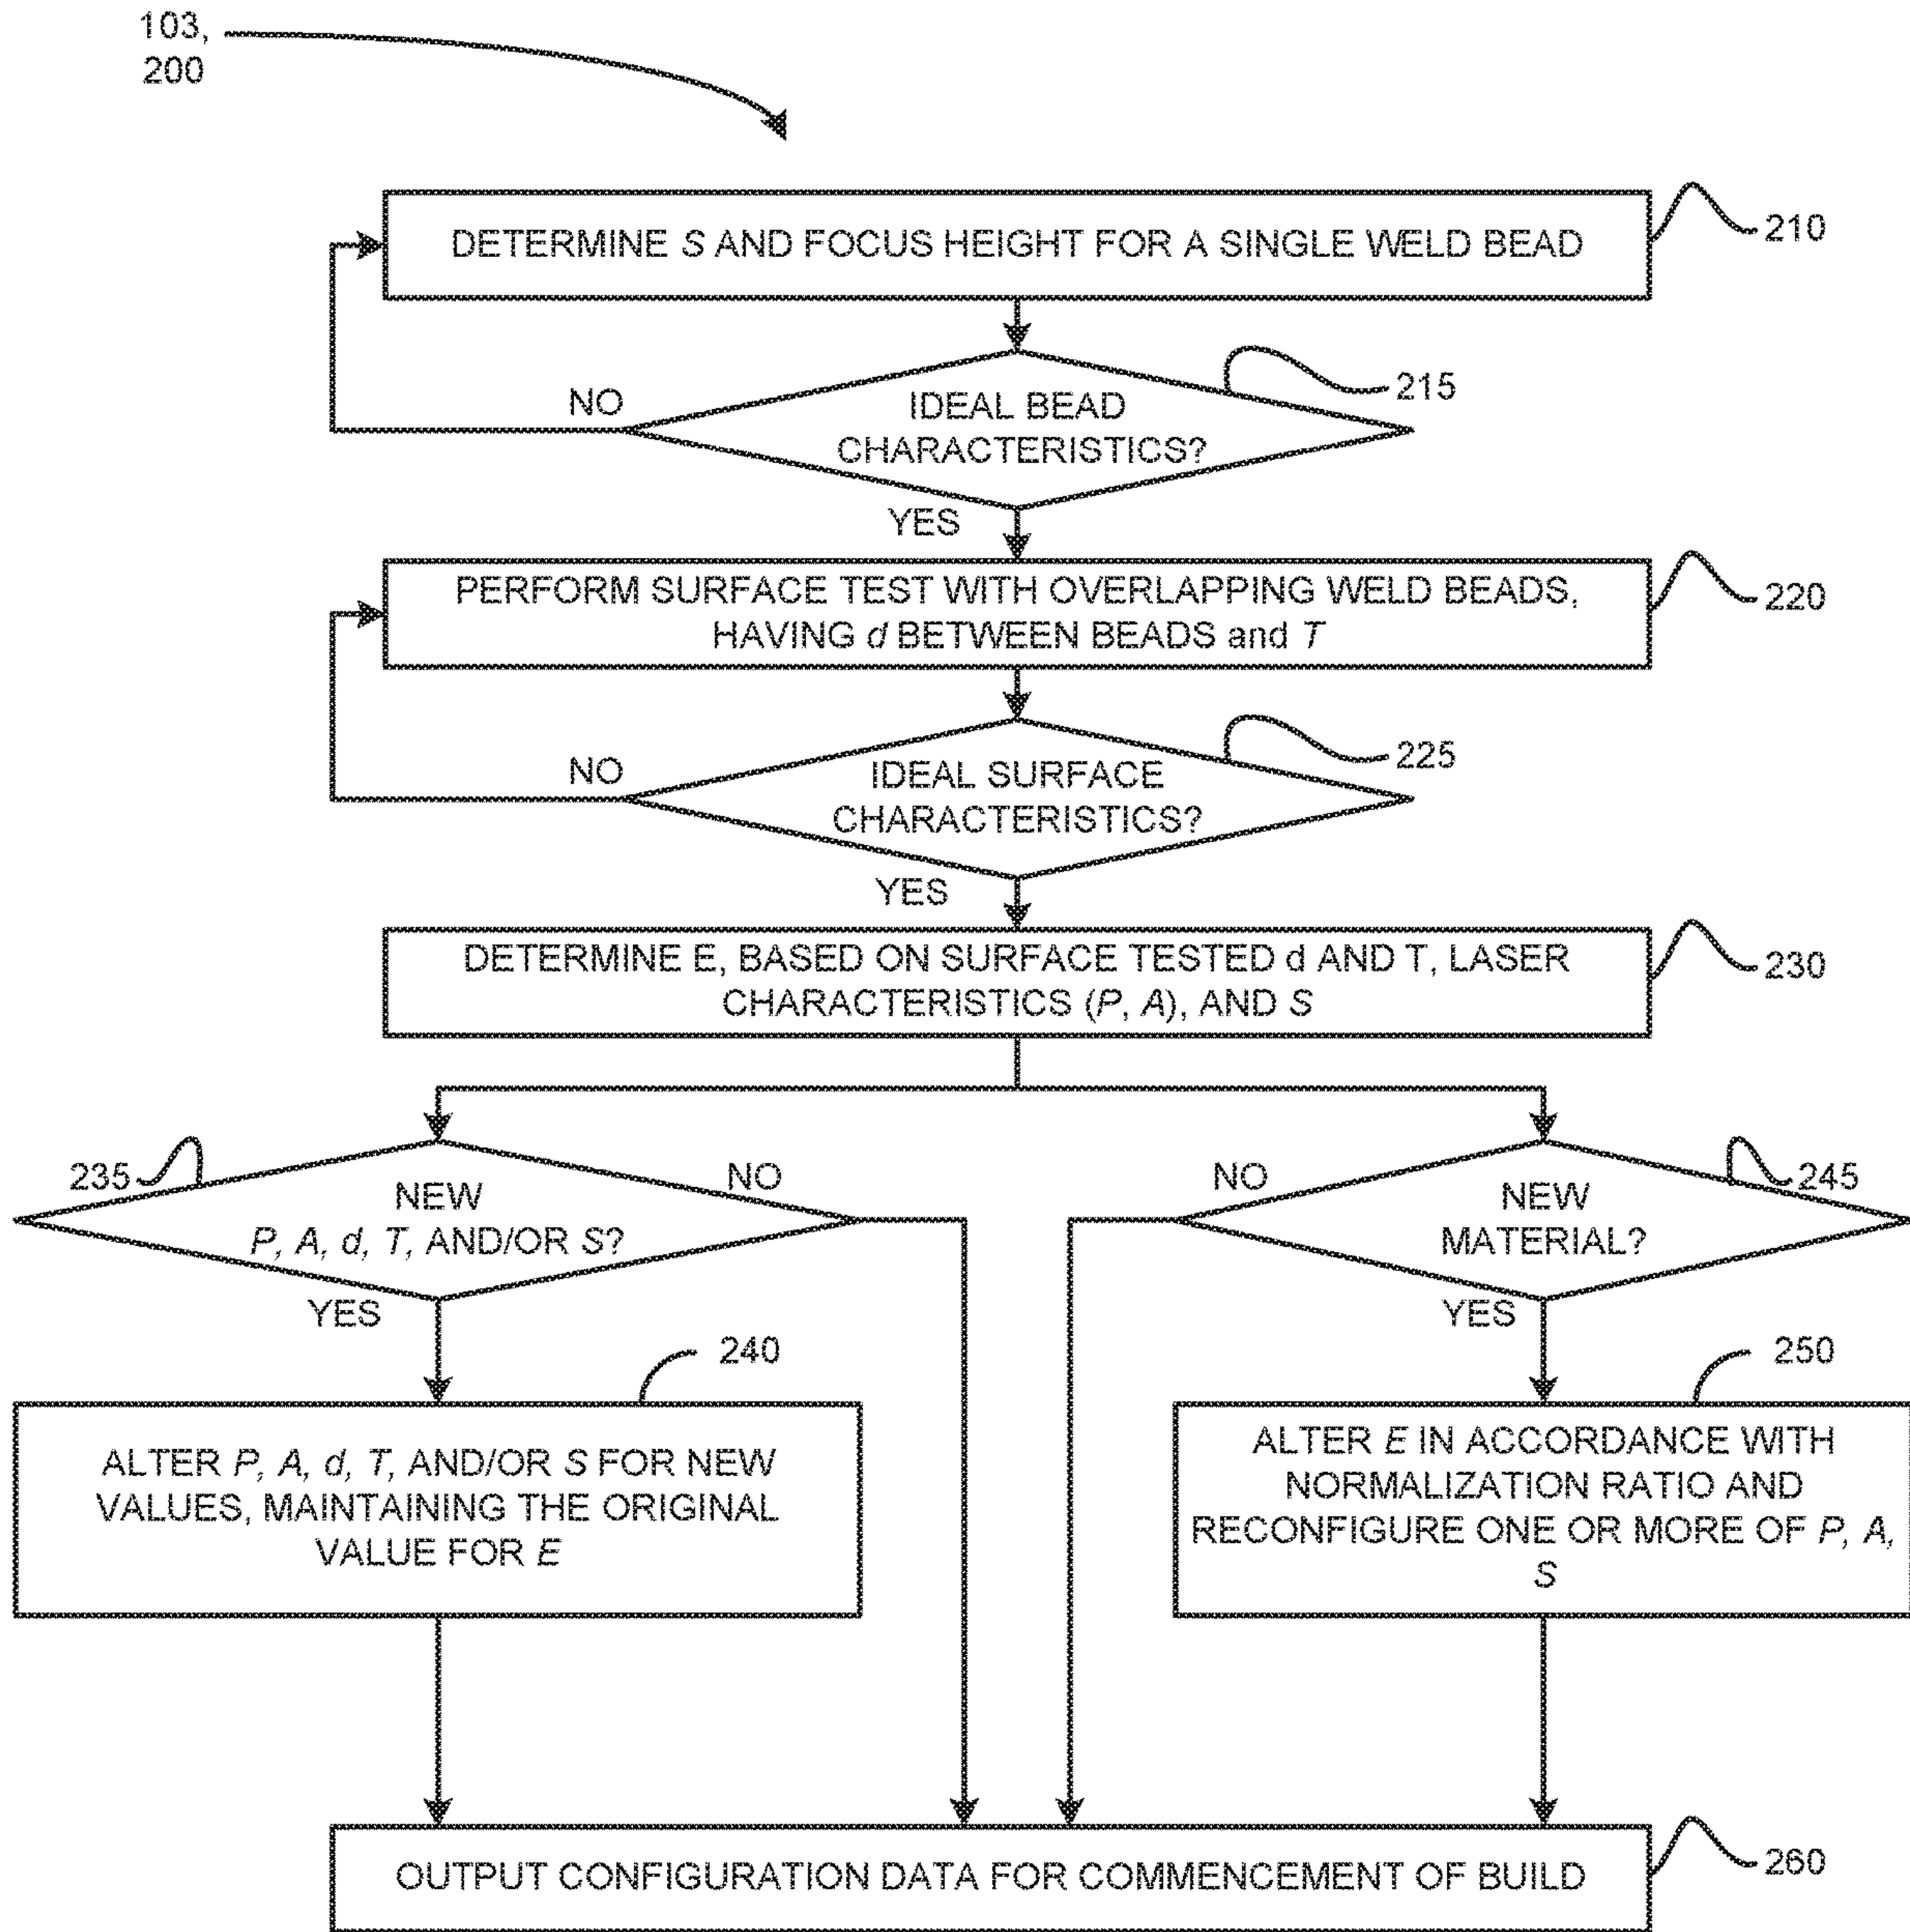 103,
200
DETERMINE S AND FOCUS HEIGHT FOR A SINGLE WELD BEAD
210
IDEAL BEAD
CHARACTERISTICS?
215
NO
YES
PERFORM SURFACE TEST WITH OVERLAPPING WELD BEADS,
HAVING d BETWEEN BEADS and T
220
IDEAL SURFACE
CHARACTERISTICS?
225
NO
YES
DETERMINE E, BASED ON SURFACE TESTED d AND T, LASER
CHARACTERISTICS (P, A), AND S
230
235
NEW
P, A, d, T, AND/OR S?
NO
YES
NO
NEW
MATERIAL?
245
YES
240
ALTER P, A, d, T, AND/OR S FOR NEW
VALUES, MAINTAINING THE ORIGINAL
VALUE FOR E
250
ALTER E IN ACCORDANCE WITH
NORMALIZATION RATIO AND
RECONFIGURE ONE OR MORE OF P, A,
S
OUTPUT CONFIGURATION DATA FOR COMMENCEMENT OF BUILD
260